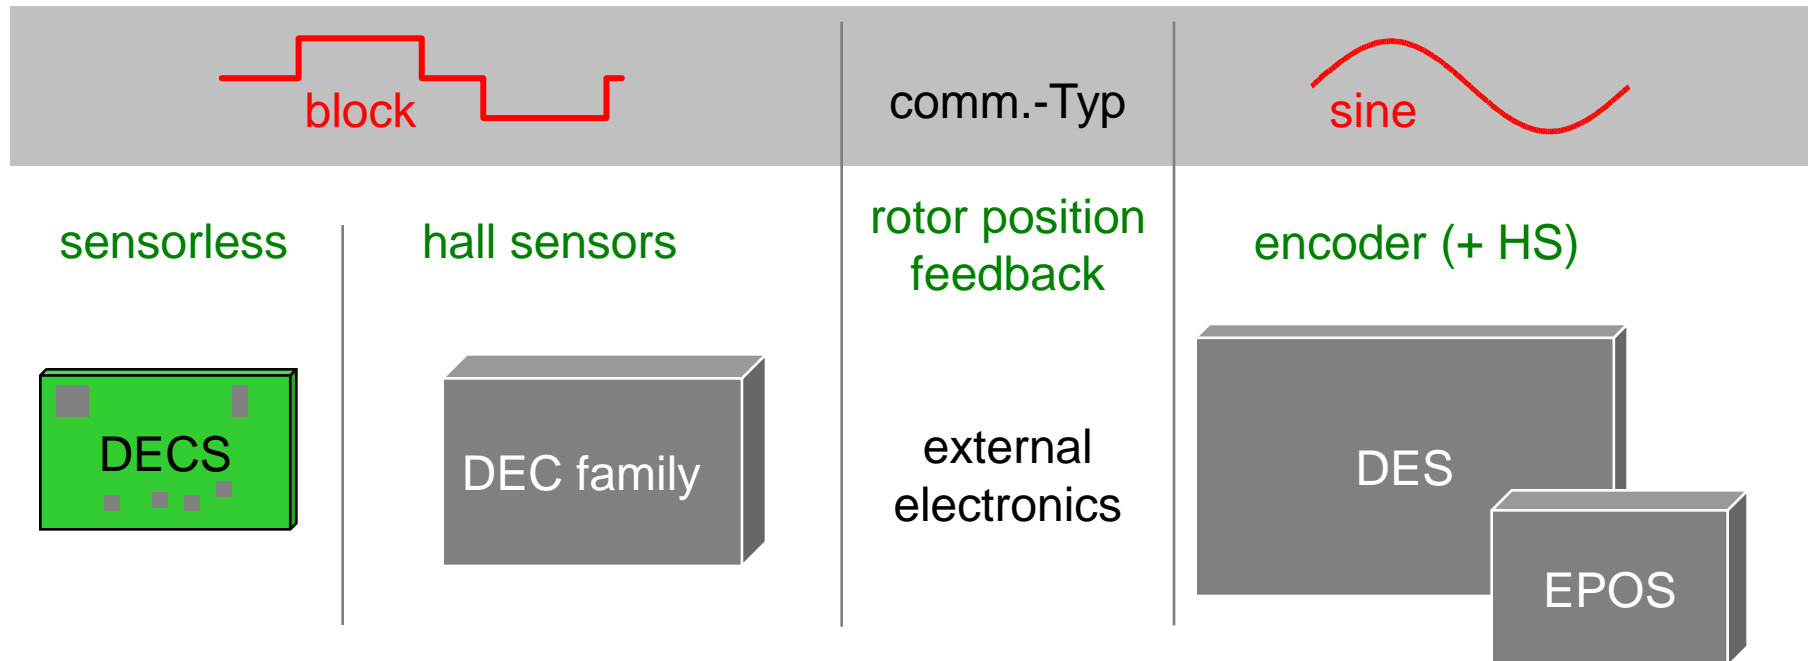 block
comm.-Typ
sine
sensorless
hall sensors
rotor position
feedback
encoder (+ HS)
DECS
DEC family
external
electronics
DES
EPOS